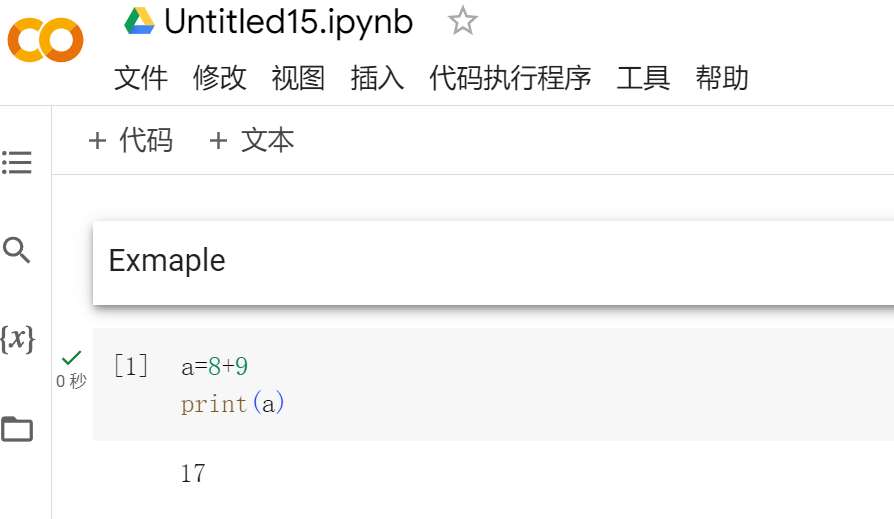 Untitled15.ipynb
文件 修改 视图 插入 代码执行程序 工具 帮助
+ 代码 + 文本
Exmaple
{x}
[1] a=8+9
0 秒
print(a)
17